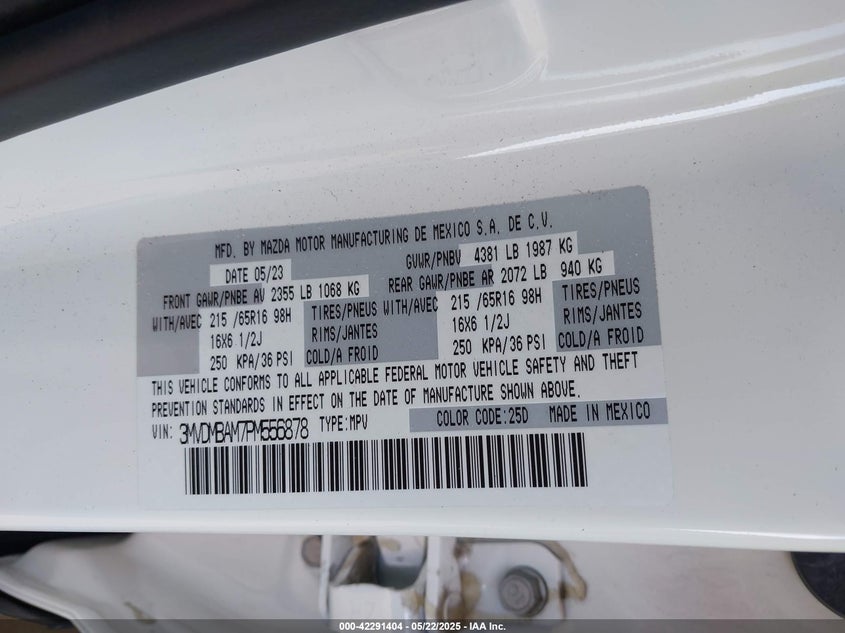 MFD. BY MAZDA MOTOR MANUFACTURING DE MEXICO S.A. DE C.V.
DATE 05/23 GVWR/PNBV 4381 LB 1987 KG
FRONT GAWR/PNBE AV 2355 LB 1068 KG REAR GAWR/PNBE AR 2072 LB 940 KG
WITH/AVEC 215 /65R16 98H TIRES/PNEUS WITH/AVEC 215 /65R16 98H TIRES/PNEUS
16X6 1/2J RIMS/JANTES 16X6 1/2J RIMS/JANTES
250 KPA/36 PSI COLD/A FROID 250 KPA/36 PSI COLD/A FROID
THIS VEHICLE CONFORMS TO ALL APPLICABLE FEDERAL MOTOR VEHICLE SAFETY AND THEFT
PREVENTION STANDARDS IN EFFECT ON THE DATE OF MANUFACTURE SHOWN ABOVE.
VIN: 3MVDMBAM7PM556878 TYPE:MPV COLOR CODE:25D MADE IN MEXICO
000-42291404 - 05/22/2025 - IAA Inc.